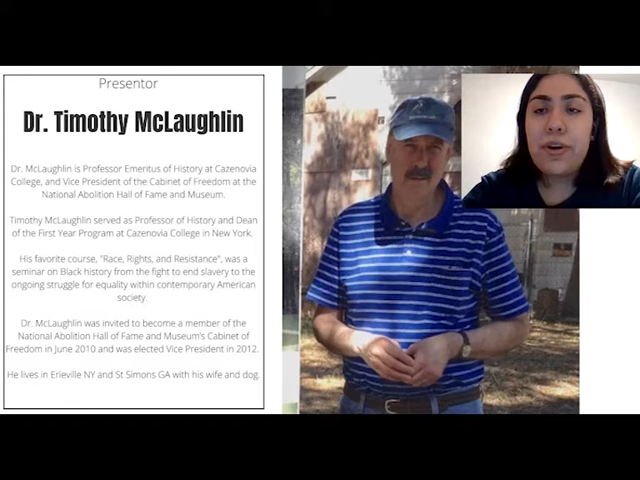 Presentor
Dr. Timothy McLaughlin
Dr. McLaughlin is Professor Emeritus of History at Cazenovia
College, and Vice President of the Cabinet of Freedom at the
National Abolition Hall of Fame and Museum.
Timothy McLaughlin served as Professor of History and Dean
of the First Year Program at Cazenovia College in New York.
His favorite course, "Race, Rights, and Resistance", was a
seminar on Black history from the fight to end slavery to the
ongoing struggle for equality within contemporary American
society.
Dr. McLaughlin was invited to become a member of the
National Abolition Hall of Fame and Museum's Cabinet of
Freedom in June 2010 and was elected Vice President in 2012.
He lives in Erieville NY and St Simons GA with his wife and dog.